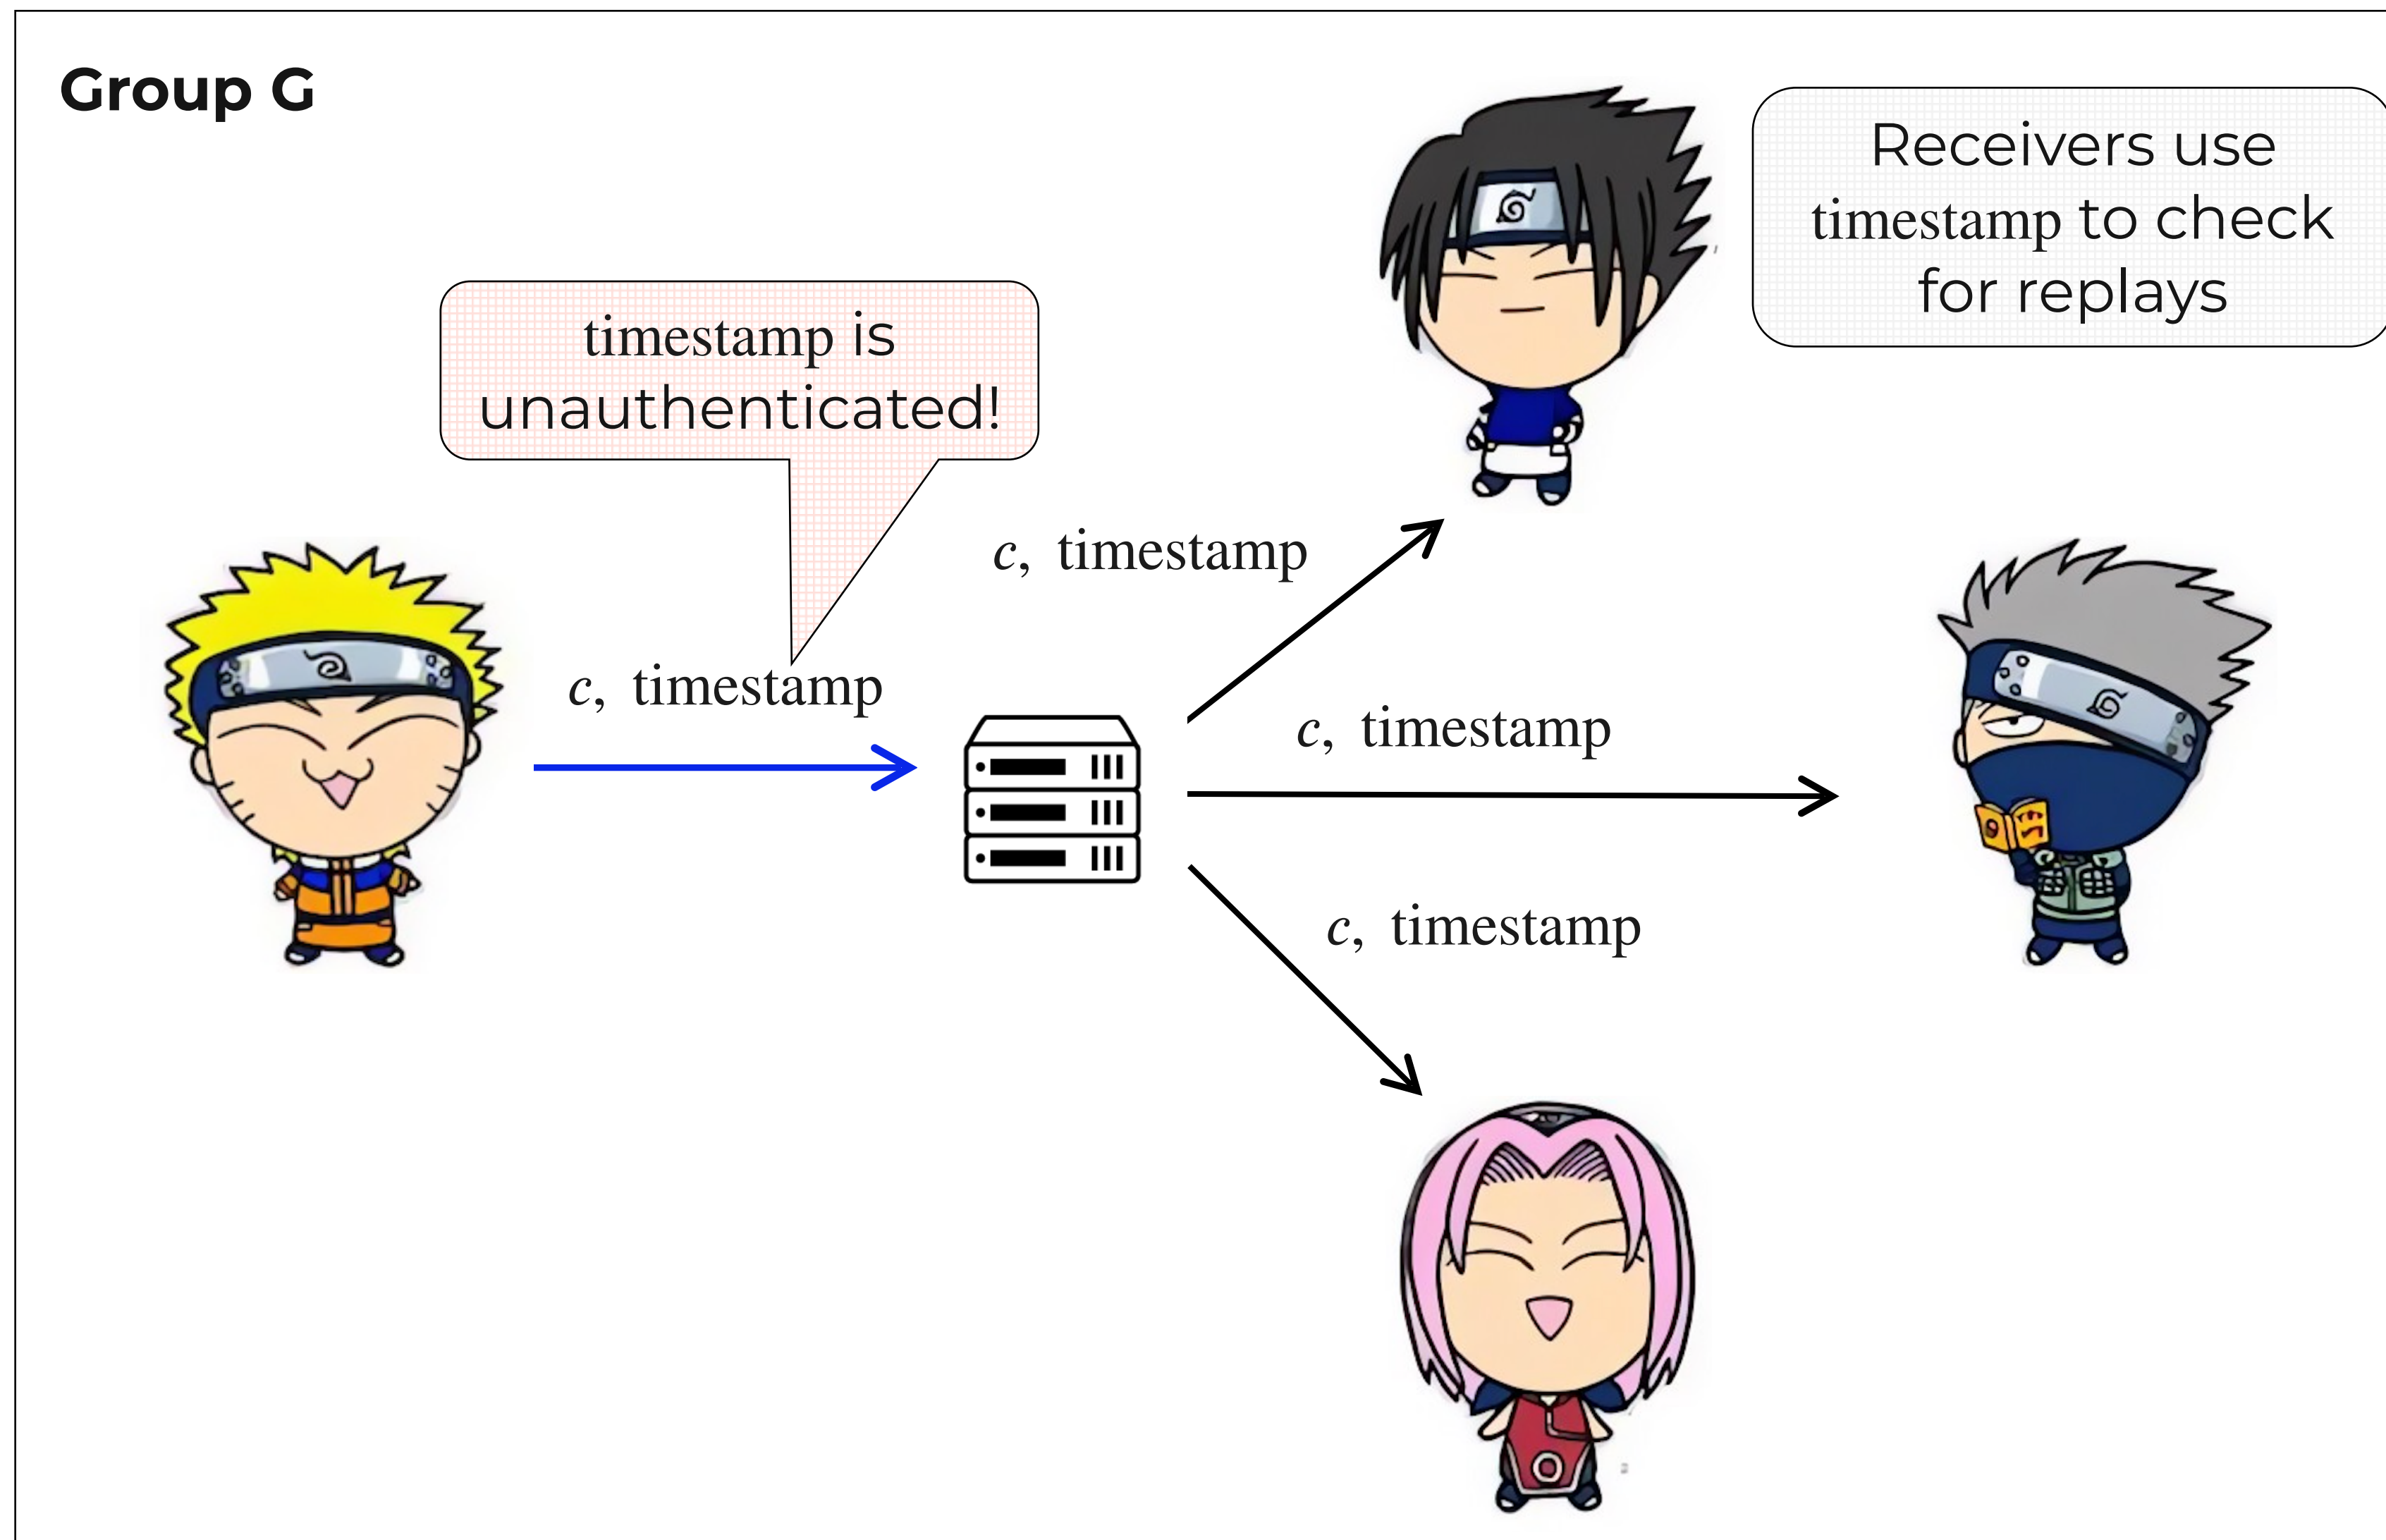 Group G
Receivers use
timestamp to check
for replays
timestamp is
unauthenticated!
c, timestamp
c, timestamp
c, timestamp
c, timestamp